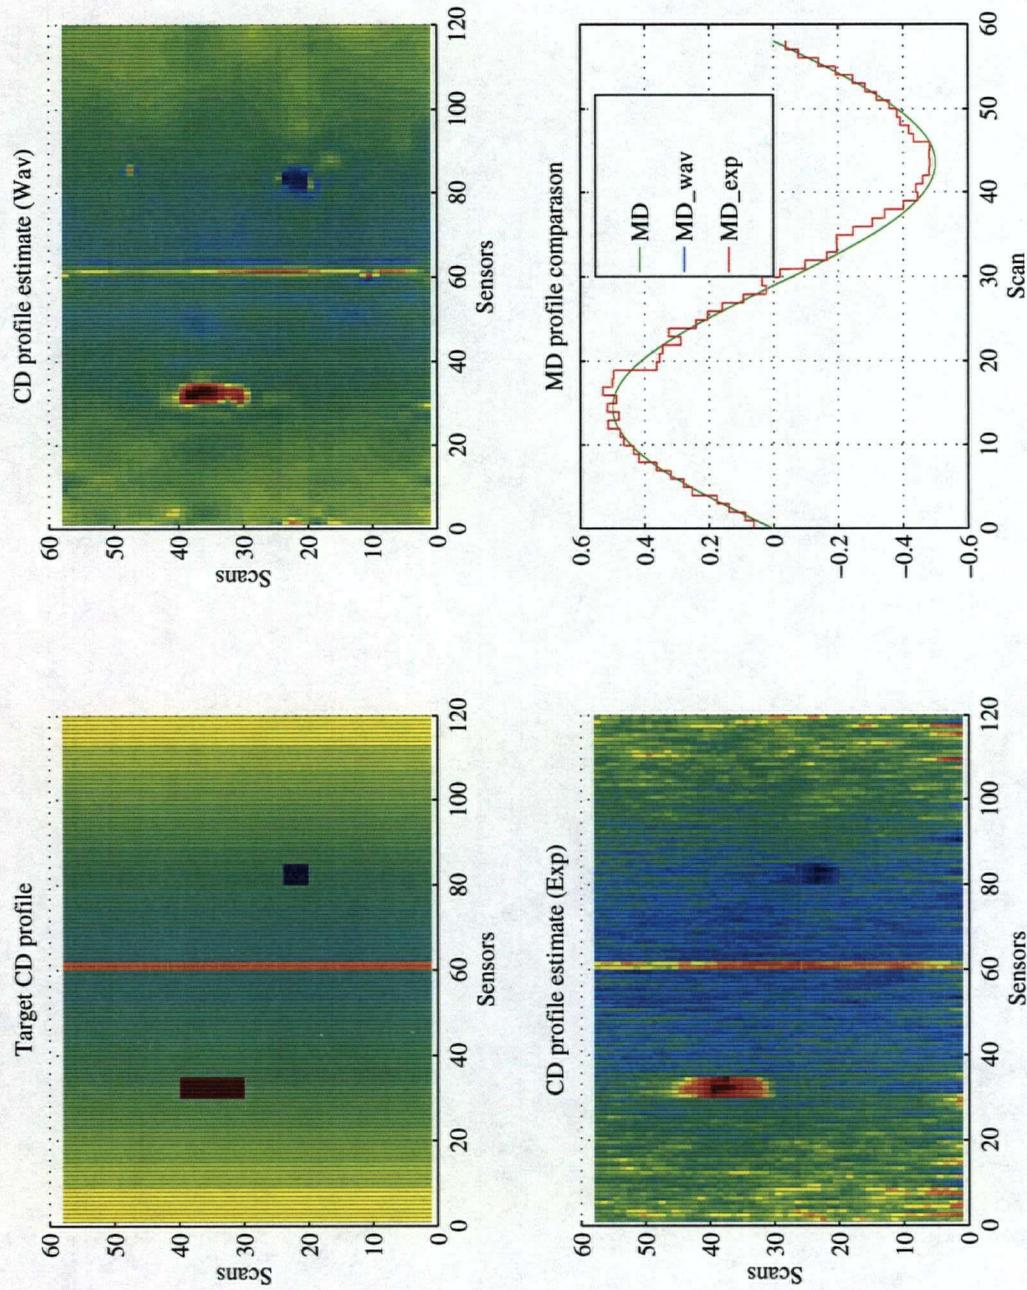 Target CD profile
60
50
40
30
20
10
0
Scans
0 20 40 60 80 100 120
Sensors
CD profile estimate (Wav)
60
50
40
30
20
10
0
Scans
0 20 40 60 80 100 120
Sensors
CD profile estimate (Exp)
60
50
40
30
20
10
0
Scans
0 20 40 60 80 100 120
Sensors
MD profile comparason
0.6
0.4
0.2
0
−0.2
−0.4
−0.6
0 10 20 30 40 50 60
Scan
MD
MD_wav
MD_exp